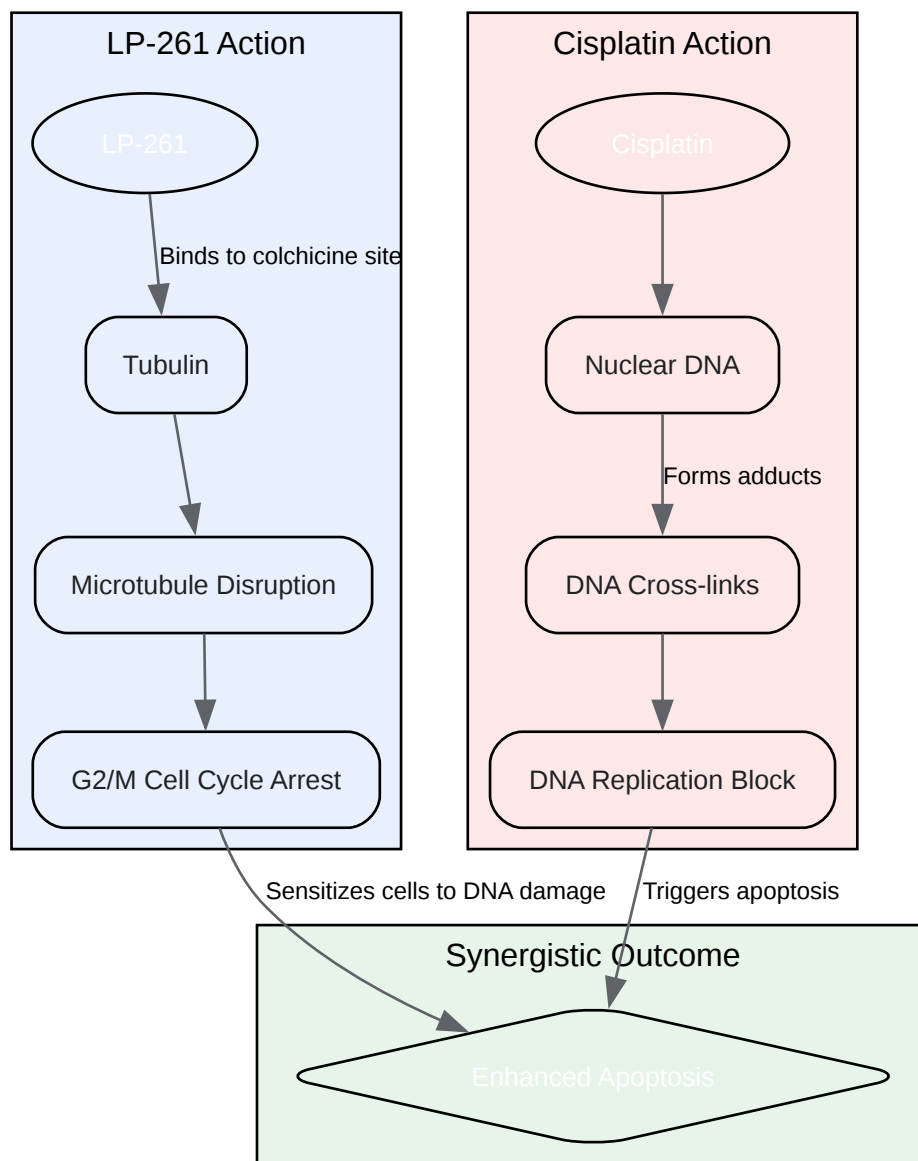 LP-261 Action
LP-261
Binds to colchicine site
Tubulin
Microtubule Disruption
G2/M Cell Cycle Arrest
Cisplatin Action
Cisplatin
Nuclear DNA
Forms adducts
DNA Cross-links
DNA Replication Block
Sensitizes cells to DNA damage
Triggers apoptosis
Synergistic Outcome
Enhanced Apoptosis